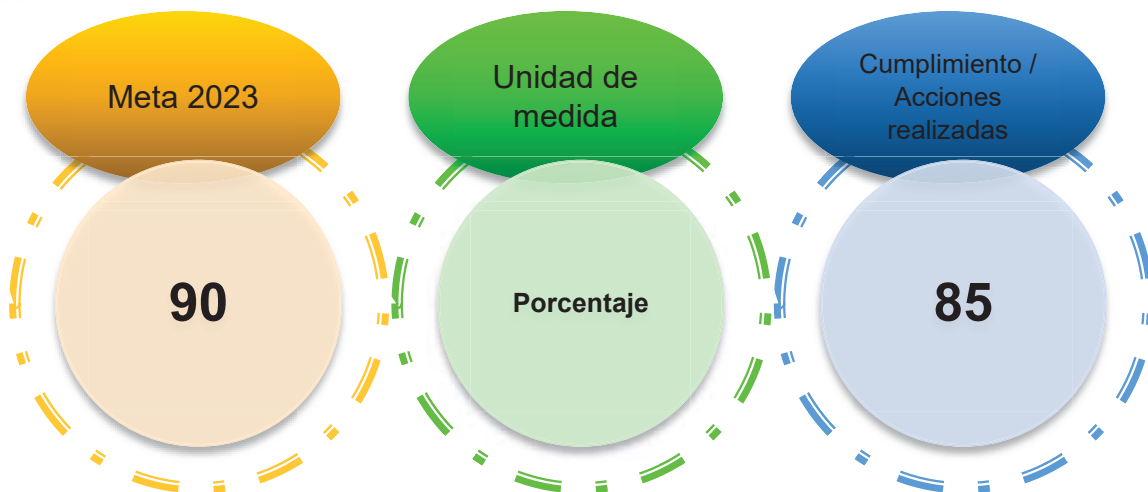 Meta 2023
90
Unidad de
medida
Porcentaje
Cumplimiento /
Acciones
realizadas
85